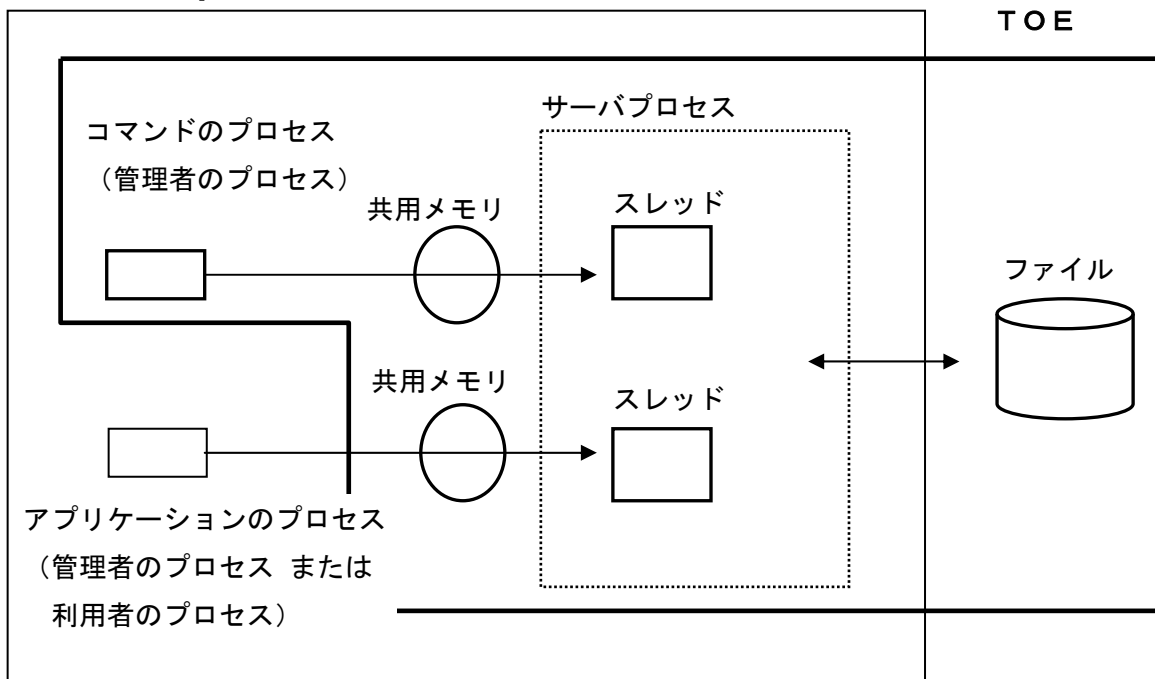 ＴＯＥ
サーバプロセス
コマンドのプロセス
（管理者のプロセス）
共用メモリ
スレッド
ファイル
共用メモリ
スレッド
アプリケーションのプロセス
（管理者のプロセス または
利用者のプロセス）